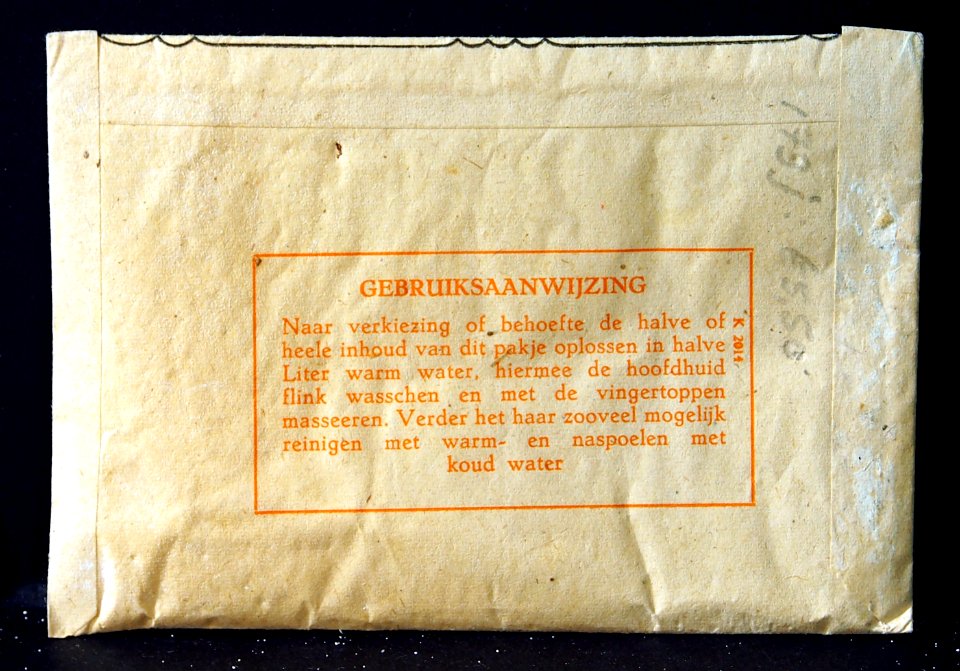 GEBRUIKSAANWIJZING
Naar verkiezing of behoefte de halve of
heele inhoud van dit pakje oplossen in halve
Liter warm water, hiermee de hoofdhuid
flink wasschen en met de vingertoppen
masseeren. Verder het haar zooveel mogelijk
reinigen met warm- en naspoelen met
koud water
K 2014